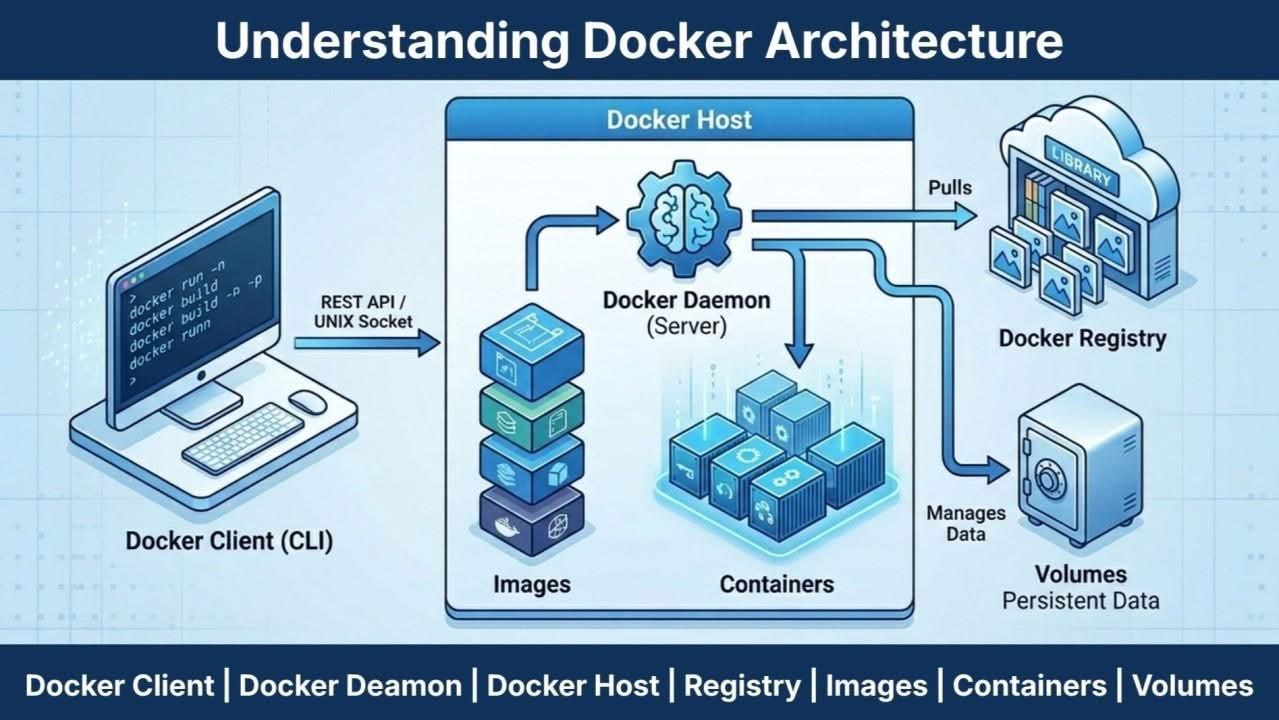 Understanding Docker Architecture
Docker Host
LIBRARY
Pulls
>
docker run -n
docker build
docker build -p -p
docker runn
>
REST API /
UNIX Socket
Docker Daemon
(Server)
Docker Registry
Manages
Data
Docker Client (CLI)
Images
Containers
Volumes
Persistent Data
Docker Client | Docker Deamon | Docker Host | Registry | Images | Containers | Volumes